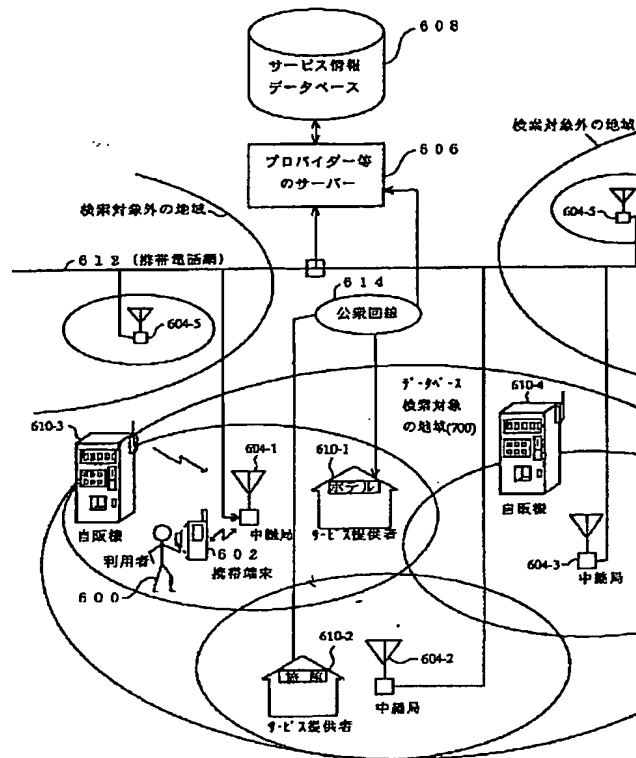 608
サービス情報
データベース
検索対象外の地域
プロバイダー等
のサーバー
606
検索対象外の地域
604-5
612 (携帯電話網)
614
公衆回線
604-5
データベース
検索対象
の地域(700)
610-4
610-3
604-1
610-1
ホテル
自販機
自販機
利用者
602
中継局
サービス提供者
携帯端末
600
604-3
中継局
610-2
604-2
サービス提供者
中継局